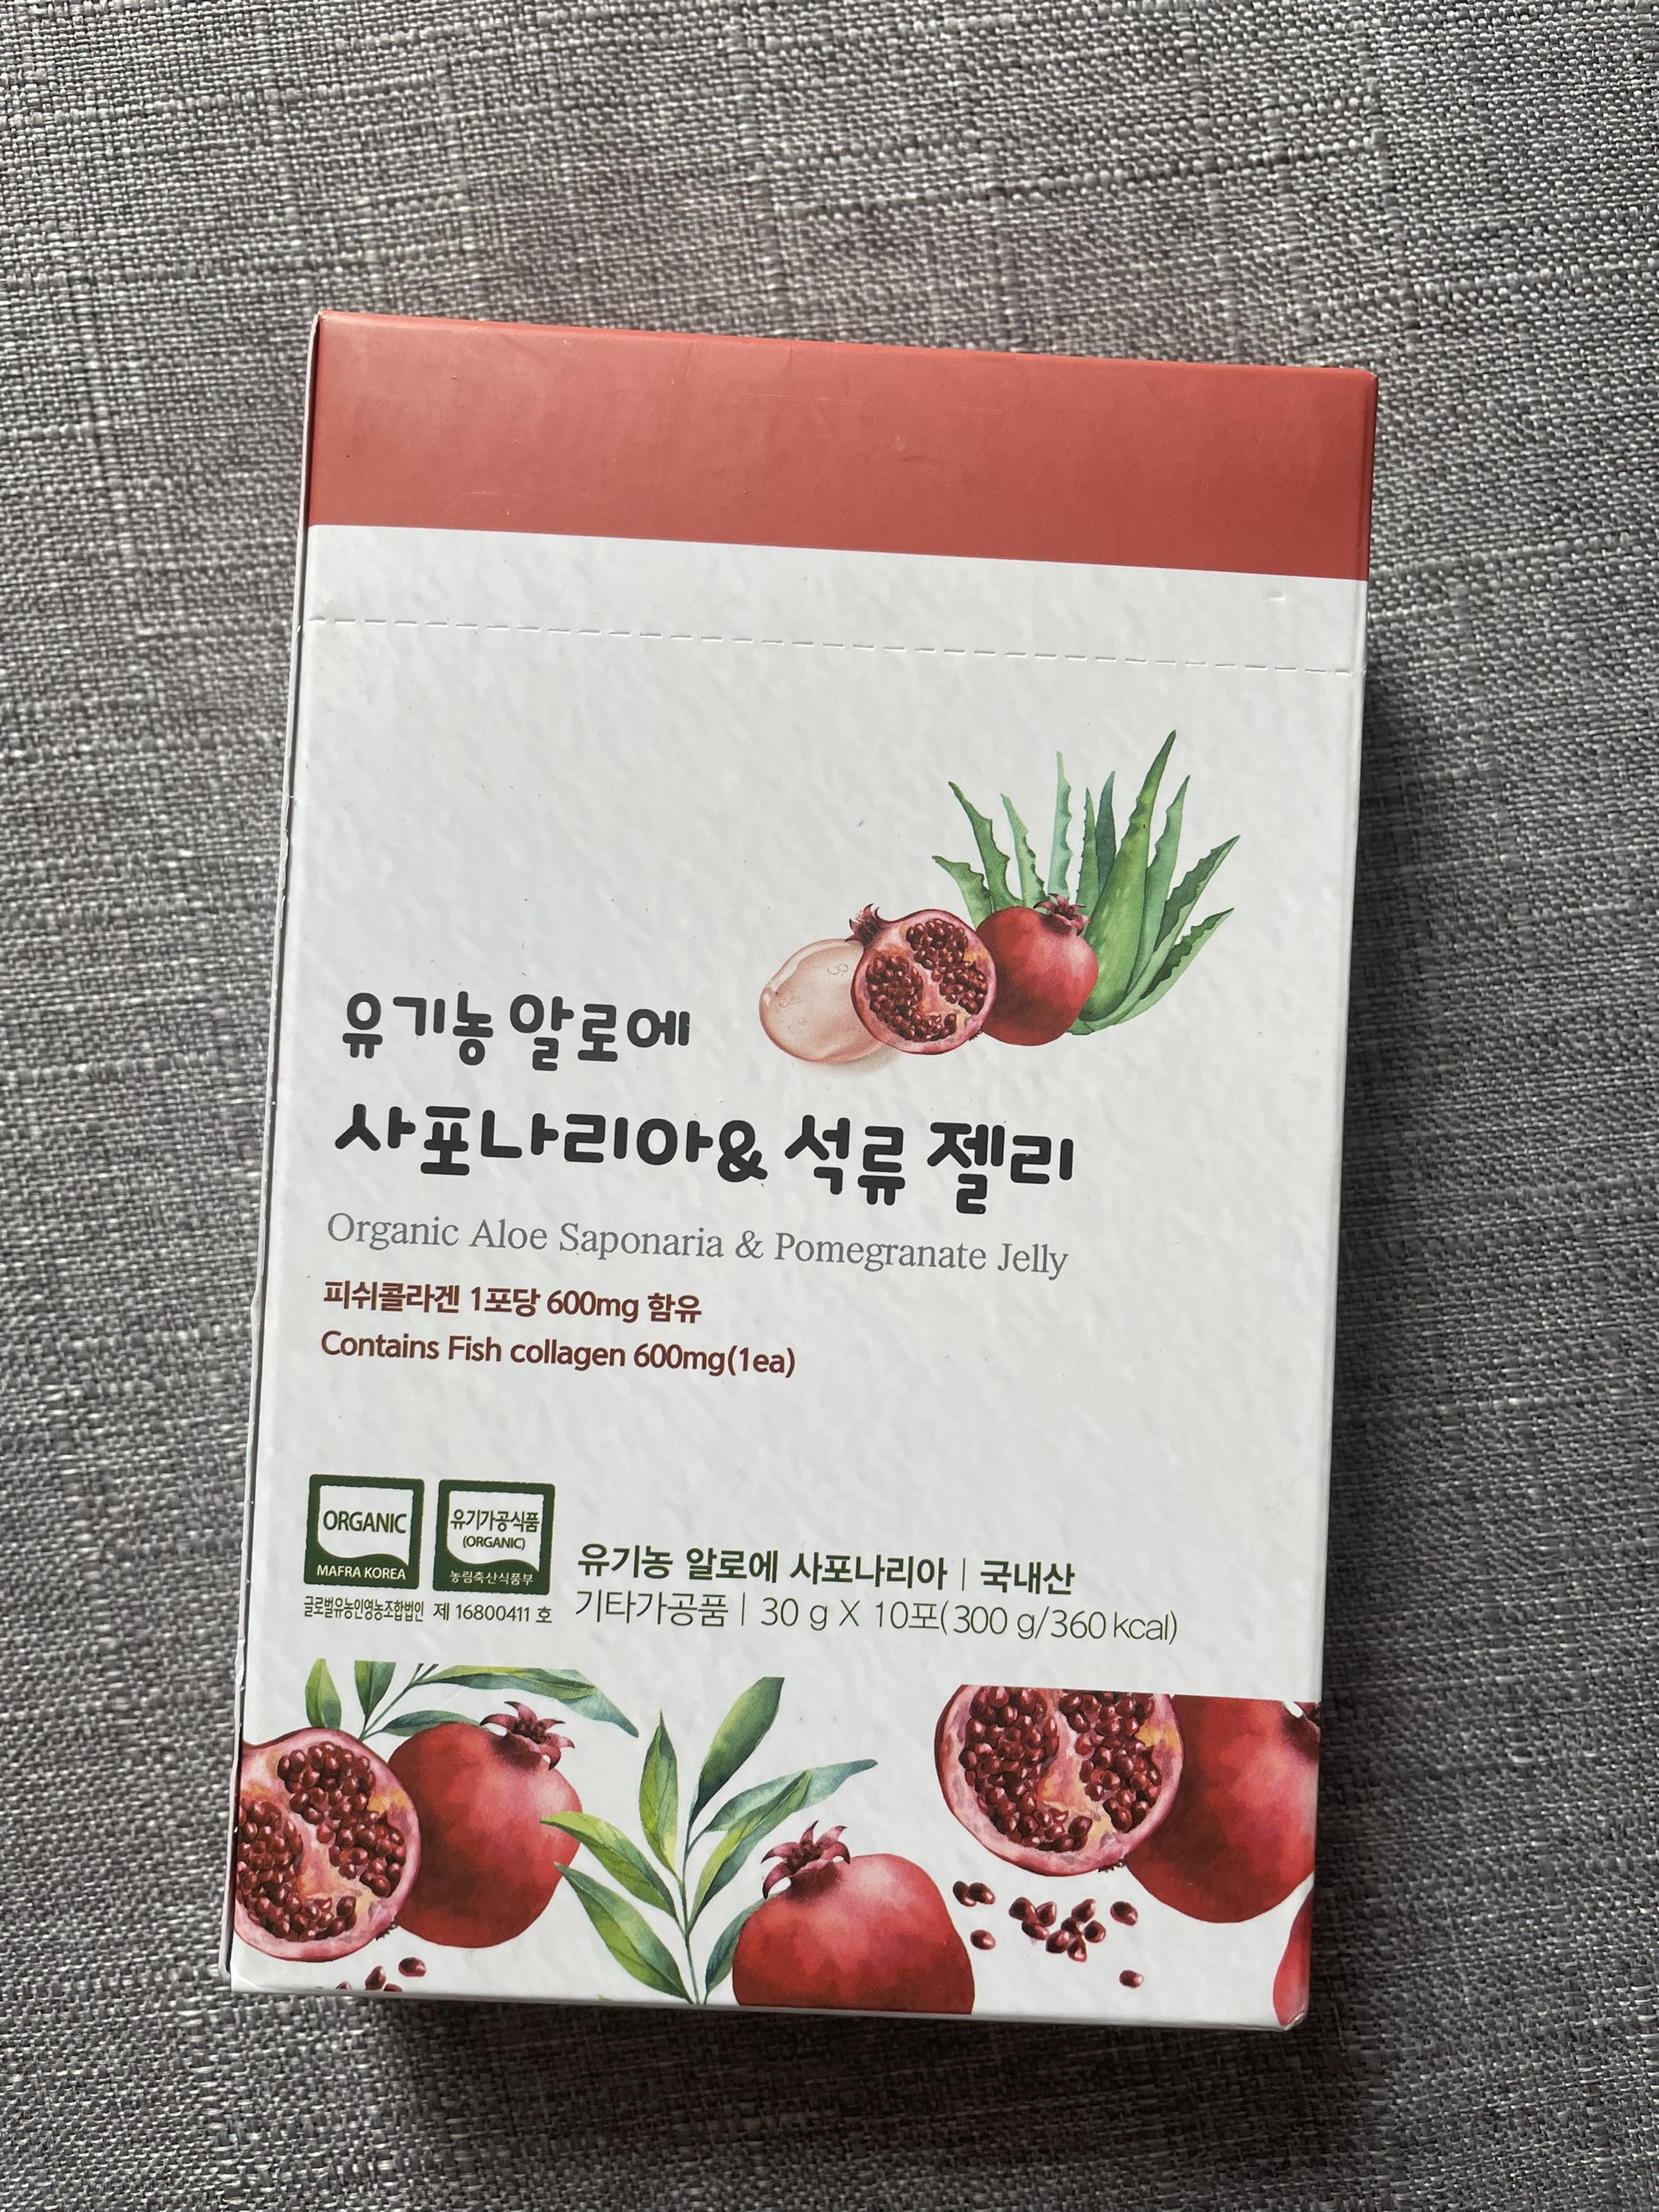 유기농 알로에
사포나리아& 석류 젤리
Organic Aloe Saponaria & Pomegranate Jelly
피쉬콜라겐 1포당 600mg 함유
Contains Fish collagen 600mg(1ea)
ORGANIC
MAFRA KOREA
유기가공식품
(ORGANIC)
농림축산식품부
글로벌유농인영농조합법인 제 16800411 호
유기농 알로에 사포나리아 | 국내산
기타가공품 | 30 g X 10포(300 g/360 kcal)